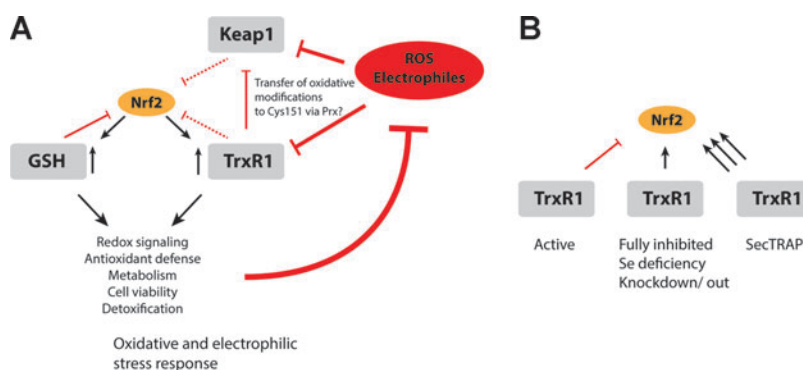 A
Keap1
ROS
Electrophiles
Transfer of oxidative
modifications
to Cys151 via Prx?
Nrf2
GSH
TrxR1
Redox signaling
Antioxidant defense
Metabolism
Cell viability
Detoxification
Oxidative and electrophilic
stress response
B
Nrf2
TrxR1
TrxR1
TrxR1
Active
Fully inhibited
Se deficiency
Knockdown/ out
SecTRAP